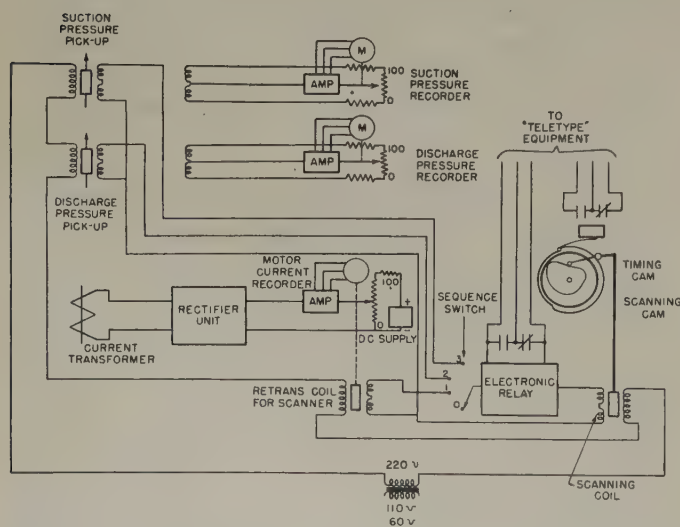 SUCTION
PRESSURE
PICK-UP
M
AMP
100
0
SUCTION
PRESSURE
RECORDER
M
AMP
100
0
DISCHARGE
PRESSURE
RECORDER
DISCHARGE
PRESSURE
PICK-UP
TO
"TELETYPE"
EQUIPMENT
TIMING
CAM
SCANNING
CAM
MOTOR
CURRENT
RECORDER
AMP
100
0
+
-
DC SUPPLY
RECTIFIER
UNIT
CURRENT
TRANSFORMER
SEQUENCE
SWITCH
3
2
1
0
ELECTRONIC
RELAY
RETRANS COIL
FOR SCANNER
SCANNING
COIL
220 V
110 V
60 ~